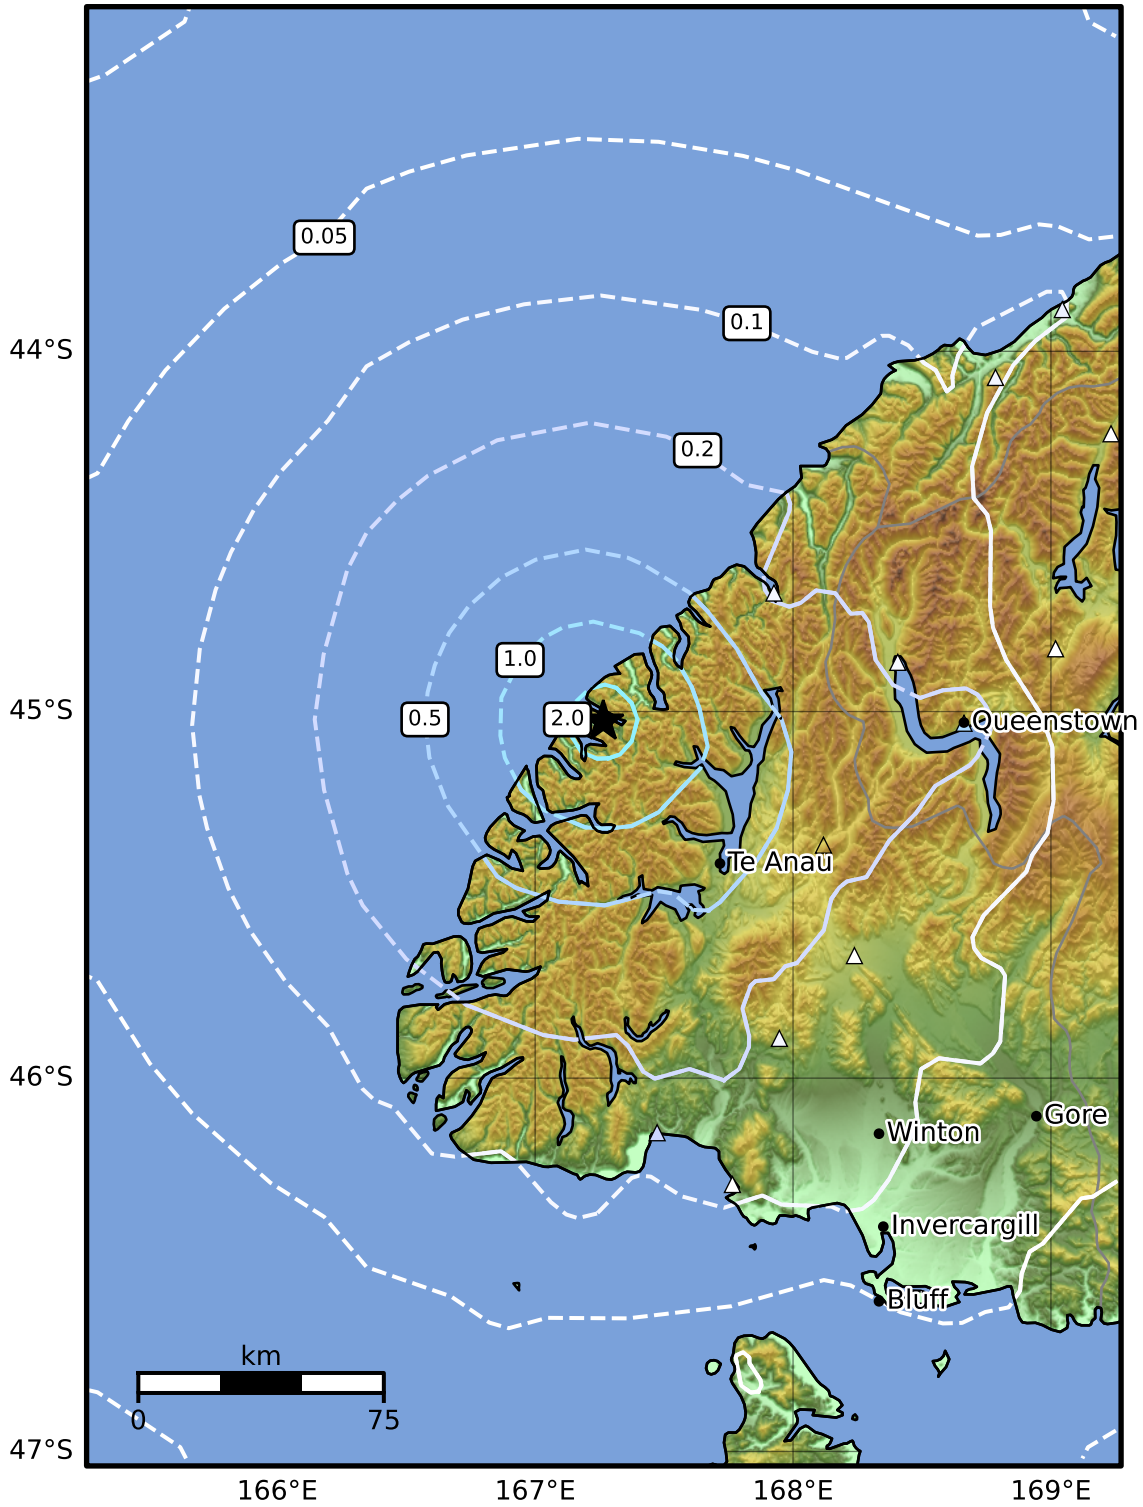 0.05
0.1
44°S
0.2
1.0
45°S
0.5
2.0
Queenstown
Te Anau
46°S
Gore
Winton
Invercargill
Bluff
km
0
75
47°S
166°E
167°E
168°E
169°E